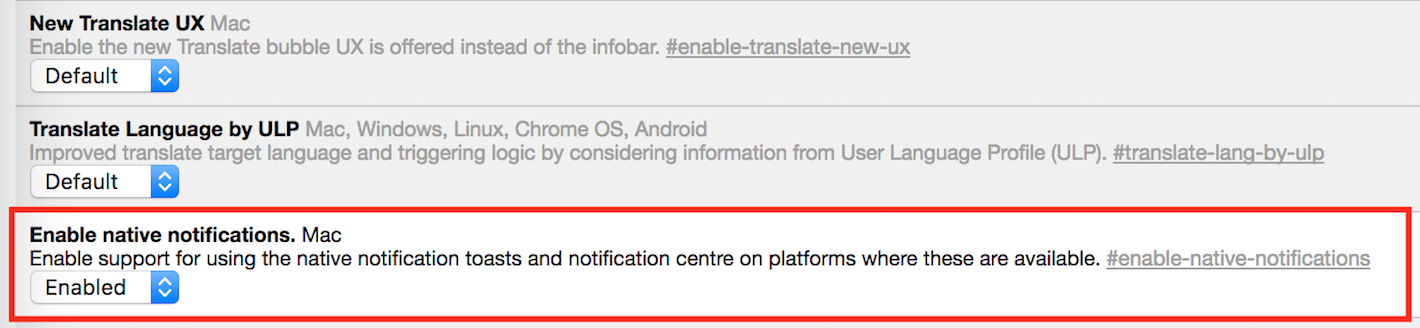 New Translate UX Mac
Enable the new Translate bubble UX is offered instead of the infobar. #enable-translate-new-ux
Default
Translate Language by ULP Mac, Windows, Linux, Chrome OS, Android
Improved translate target language and triggering logic by considering information from User Language Profile (ULP). #translate-lang-by-ulp
Default
Enable native notifications. Mac
Enable support for using the native notification toasts and notification centre on platforms where these are available. #enable-native-notifications
Enabled